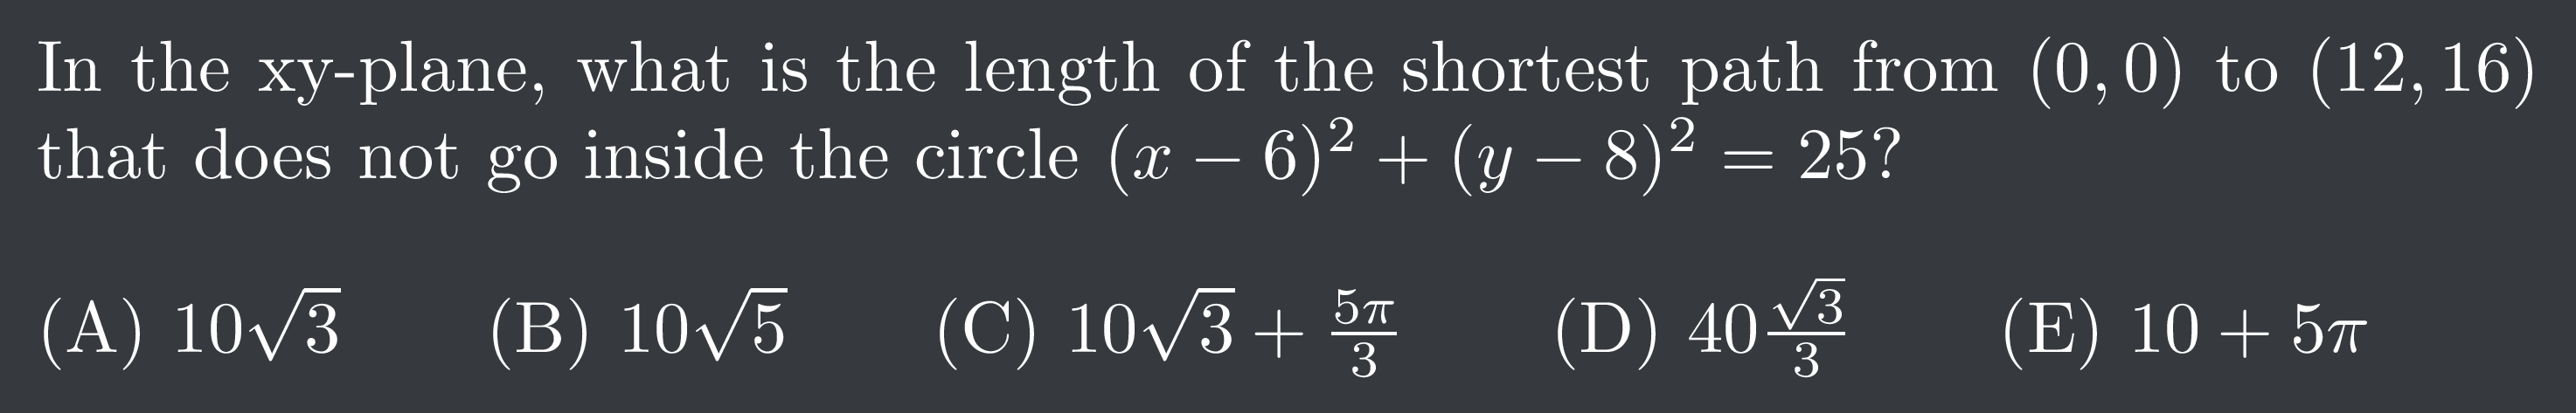 In the xy-plane, what is the length of the shortest path from (0, 0) to (12, 16)
that does not go inside the circle (x − 6)² + (y − 8)² = 25?
(A) 10√3 (B) 10√5 (C) 10√3 + 5π/3 (D) 40 √3/3 (E) 10 + 5π